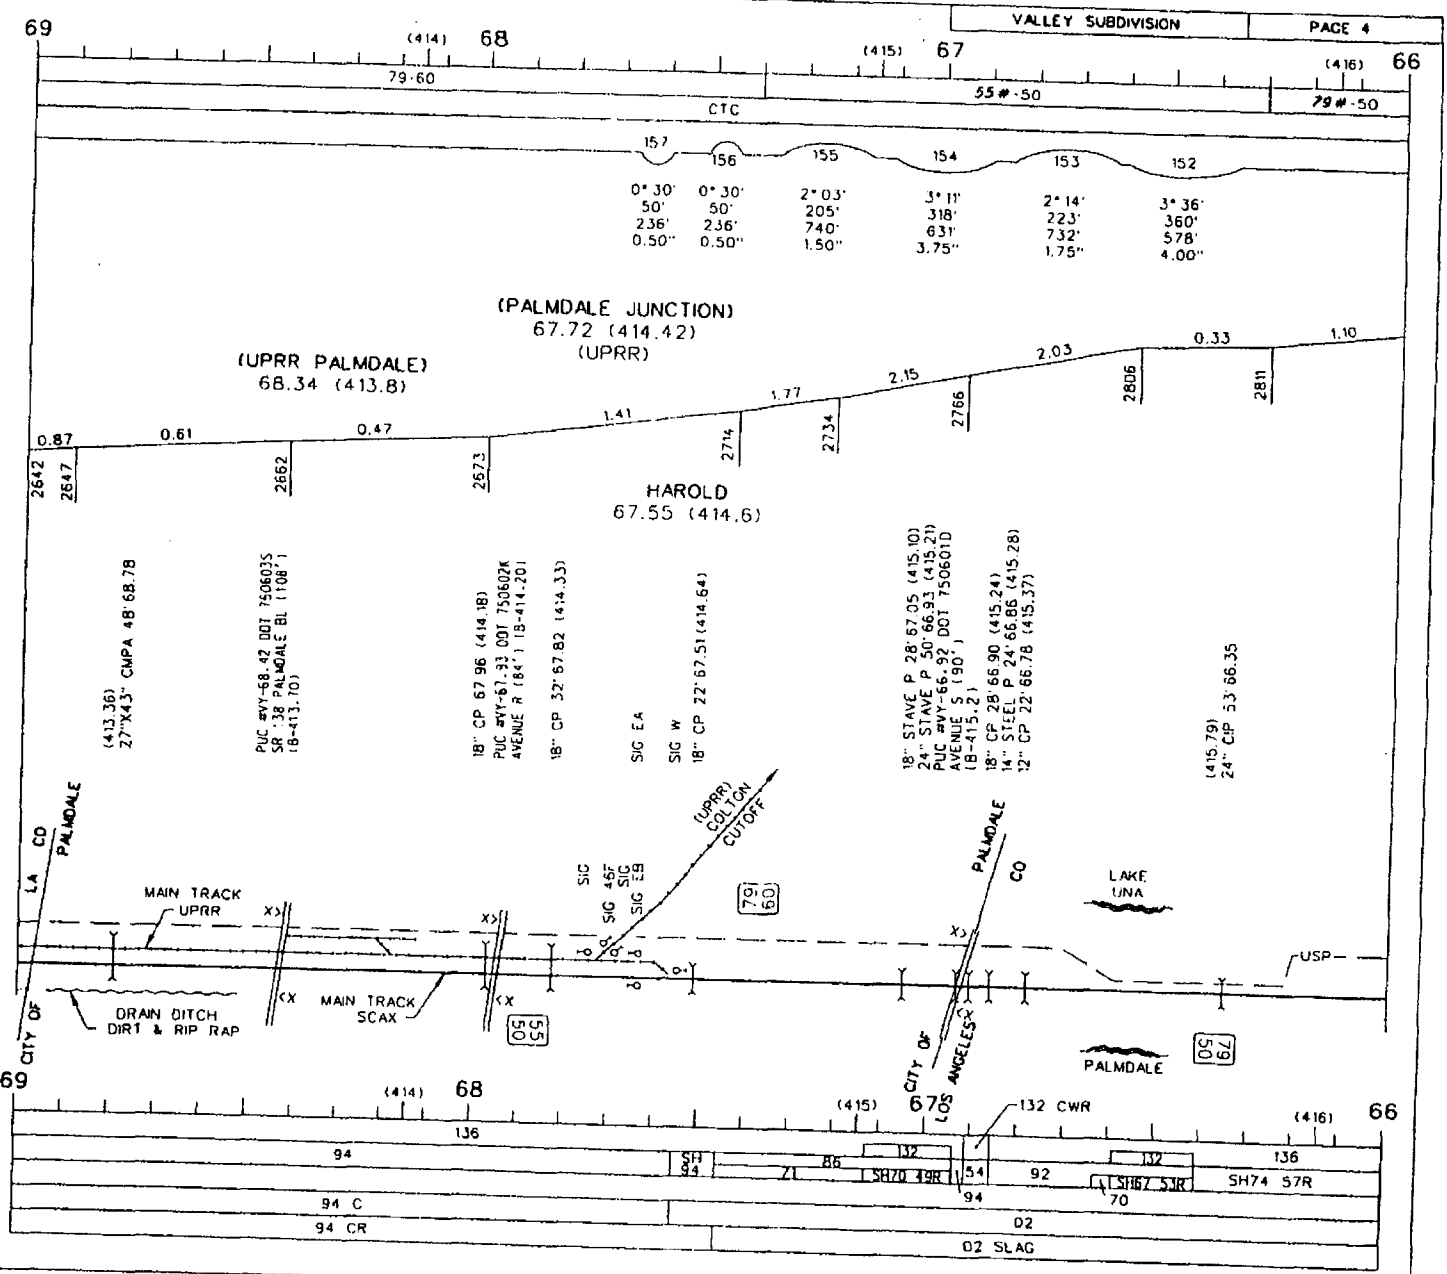 VALLEY SUBDIVISION
PAGE 4
69
(414)
68
(415)
67
(416)
66
79-60
55#-50
79#-50
CTC
157
156
155
154
153
152
0° 30'
50'
236'
0.50"
0° 30'
50'
236'
0.50"
2° 03'
205'
740'
1.50"
3° 11'
318'
631'
3.75"
2° 14'
223'
732'
1.75"
3° 36'
360'
578'
4.00"
(PALMDALE JUNCTION)
67.72 (414.42)
(UPRR)
(UPRR PALMDALE)
68.34 (413.8)
0.87
0.61
0.47
1.41
1.77
2.15
2.03
0.33
1.10
2642
2647
2662
2673
2714
2734
2766
2806
2811
HAROLD
67.55 (414.6)
(413.36)
27"X43" CMPA 48' 68.78
PUC #VY-68.42 DOT 750603S
SR 138 PALMDALE BL (108')
(B-413.70)
18" CP 67 96 (414.18)
PUC #VY-67.93 DOT 750602K
AVENUE R (84') (B-414.20)
18" CP 32' 67.82 (414.33)
SIG EA
SIG W
18" CP 22' 67.51 (414.64)
18" STAVE P 28' 67.05 (415.10)
24" STAVE P 50' 66.93 (415.21)
PUC #VY-66.92 DOT 750601D
AVENUE S (90')
(B-415.2)
18" CP 28' 66.90 (415.24)
14" STEEL P 24' 66.86 (415.28)
12" CP 22' 66.78 (415.37)
(415.79)
24" CIP 53' 66.35
LA CO
PALMDALE
CITY OF
MAIN TRACK
UPRR
X>
<X
DRAIN DITCH
DIRT & RIP RAP
MAIN TRACK
SCAX
X>
<X
55
50
SIG
SIG 46F
SIG
SIG EB
(UPRR)
COLTON
CUTOFF
79
60
PALMDALE
CO
X>
<X
CITY OF
LOS ANGELES
LAKE
UNA
USP
PALMDALE
79
50
69
(414)
68
(415)
67
(416)
66
132 CWR
136
132
132
136
94
SH
94
86
71
SH70 49R
54
94
92
SH67 53R
70
SH74 57R
94 C
02
94 CR
02 SLAG